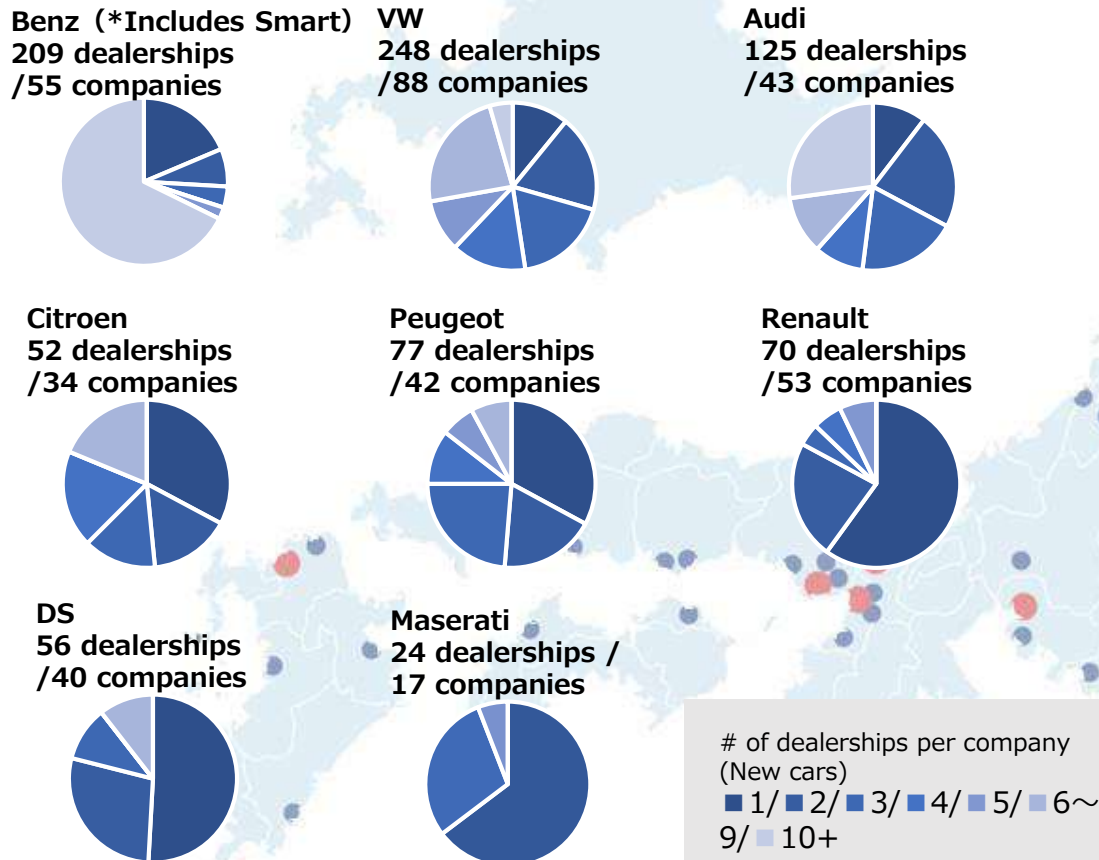 Benz（*Includes Smart）
209 dealerships
/55 companies
VW
248 dealerships
/88 companies
Audi
125 dealerships
/43 companies
Citroen
52 dealerships
/34 companies
Peugeot
77 dealerships
/42 companies
Renault
70 dealerships
/53 companies
DS
56 dealerships
/40 companies
Maserati
24 dealerships /
17 companies
# of dealerships per company
(New cars)
1/ 2/ 3/ 4/ 5/ 6～
9/ 10+